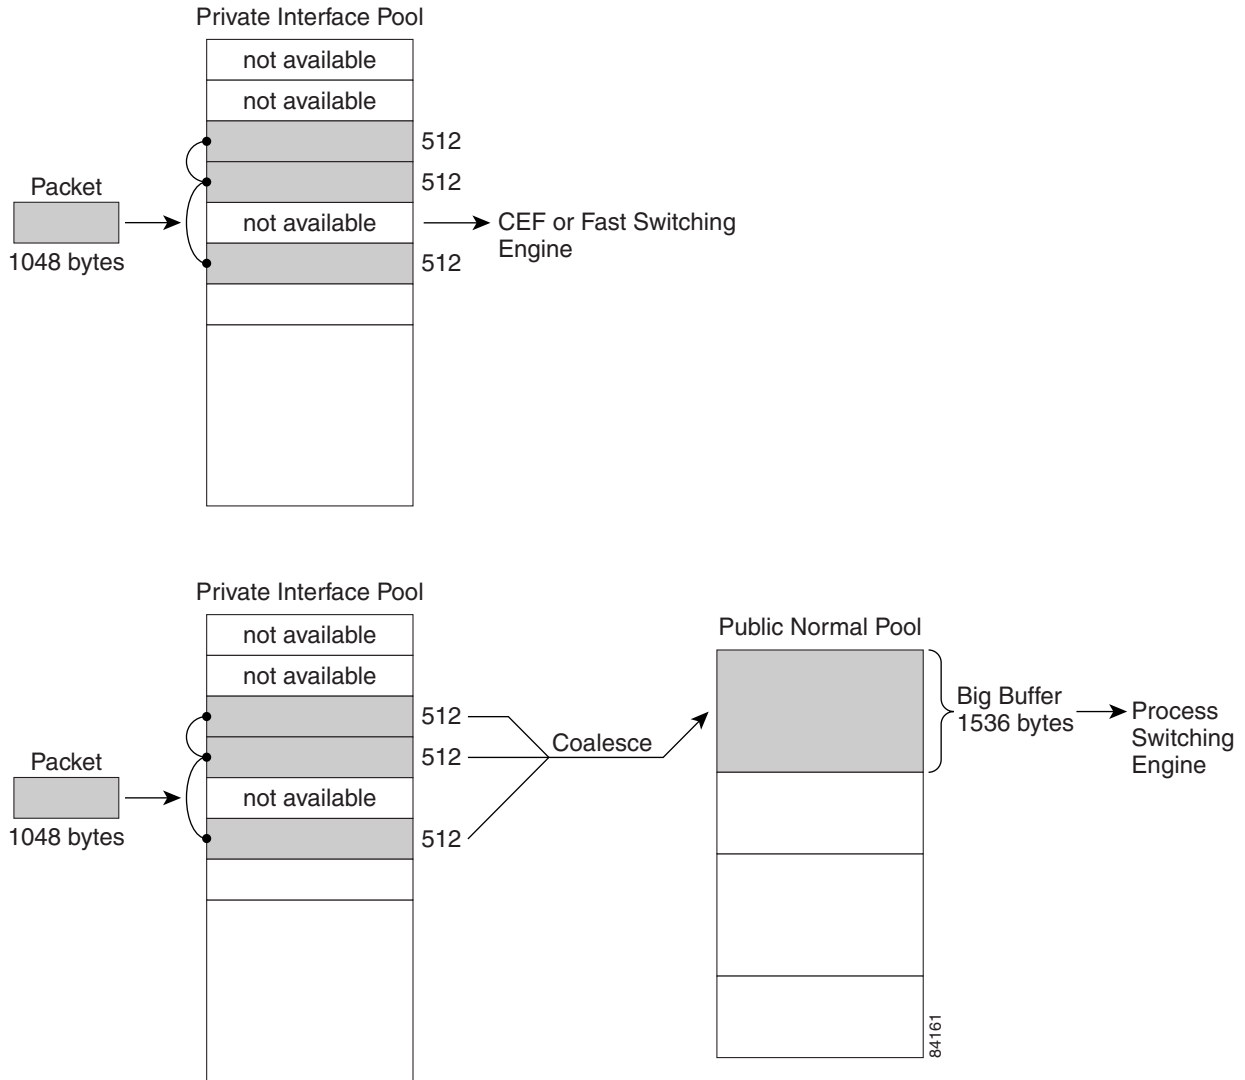 Private Interface Pool
not available
not available
512
512
Packet
not available
CEF or Fast Switching
Engine
1048 bytes
512
Private Interface Pool
not available
not available
512
512
Packet
not available
1048 bytes
512
Coalesce
Public Normal Pool
Big Buffer
1536 bytes
Process
Switching
Engine
84161